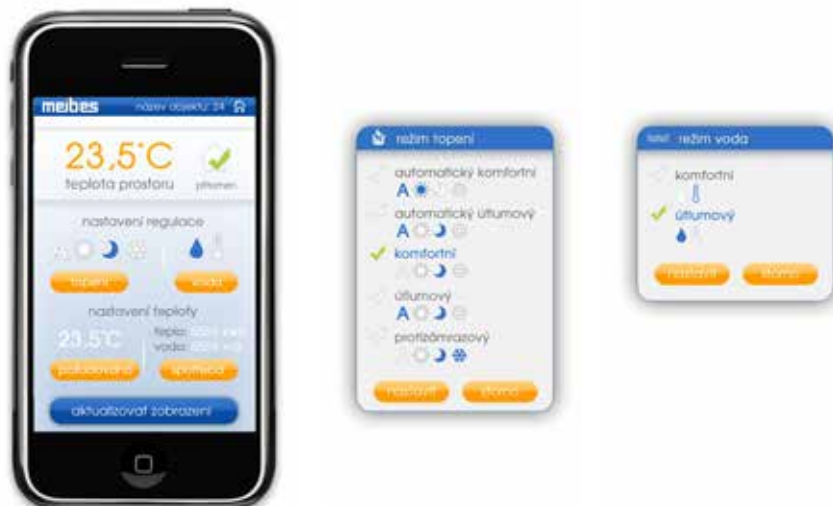 meibes
název objektu: 24
23,5°C
teplota prostoru
přítomen
nastavení regulace
topení
voda
nastavení teploty
23,5°C
teplo:
voda:
požadovaná
spotřeba
aktualizovat zobrazení
režim topení
automatický komfortní
A
automatický útlumový
A
komfortní
útlumový
A
protizámrazový
nastavit
storno
režim voda
komfortní
útlumový
nastavit
storno